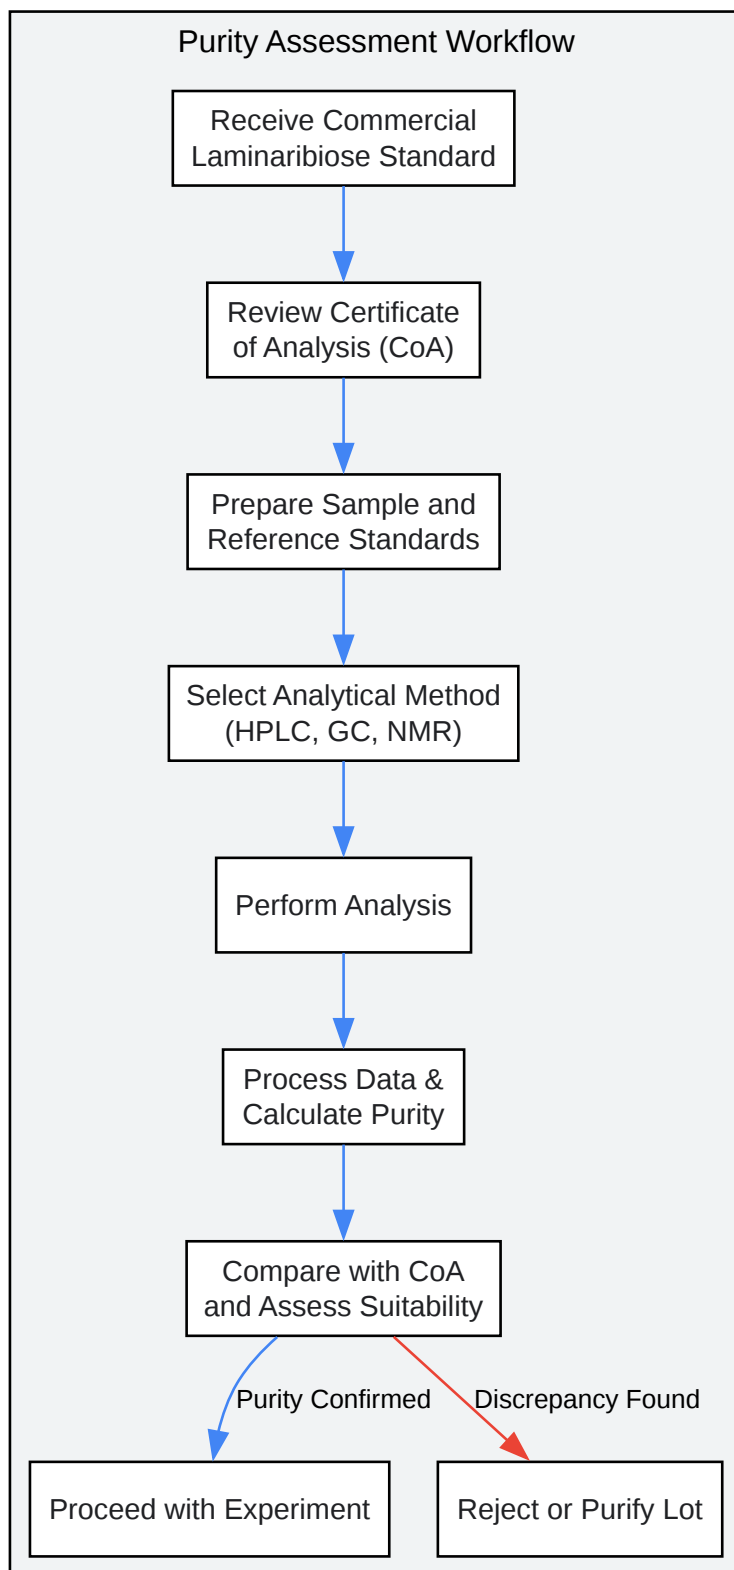 Purity Assessment Workflow
Receive Commercial
Laminaribiose Standard
Review Certificate
of Analysis (CoA)
Prepare Sample and
Reference Standards
Select Analytical Method
(HPLC, GC, NMR)
Perform Analysis
Process Data &
Calculate Purity
Compare with CoA
and Assess Suitability
Purity Confirmed
Discrepancy Found
Proceed with Experiment
Reject or Purify Lot